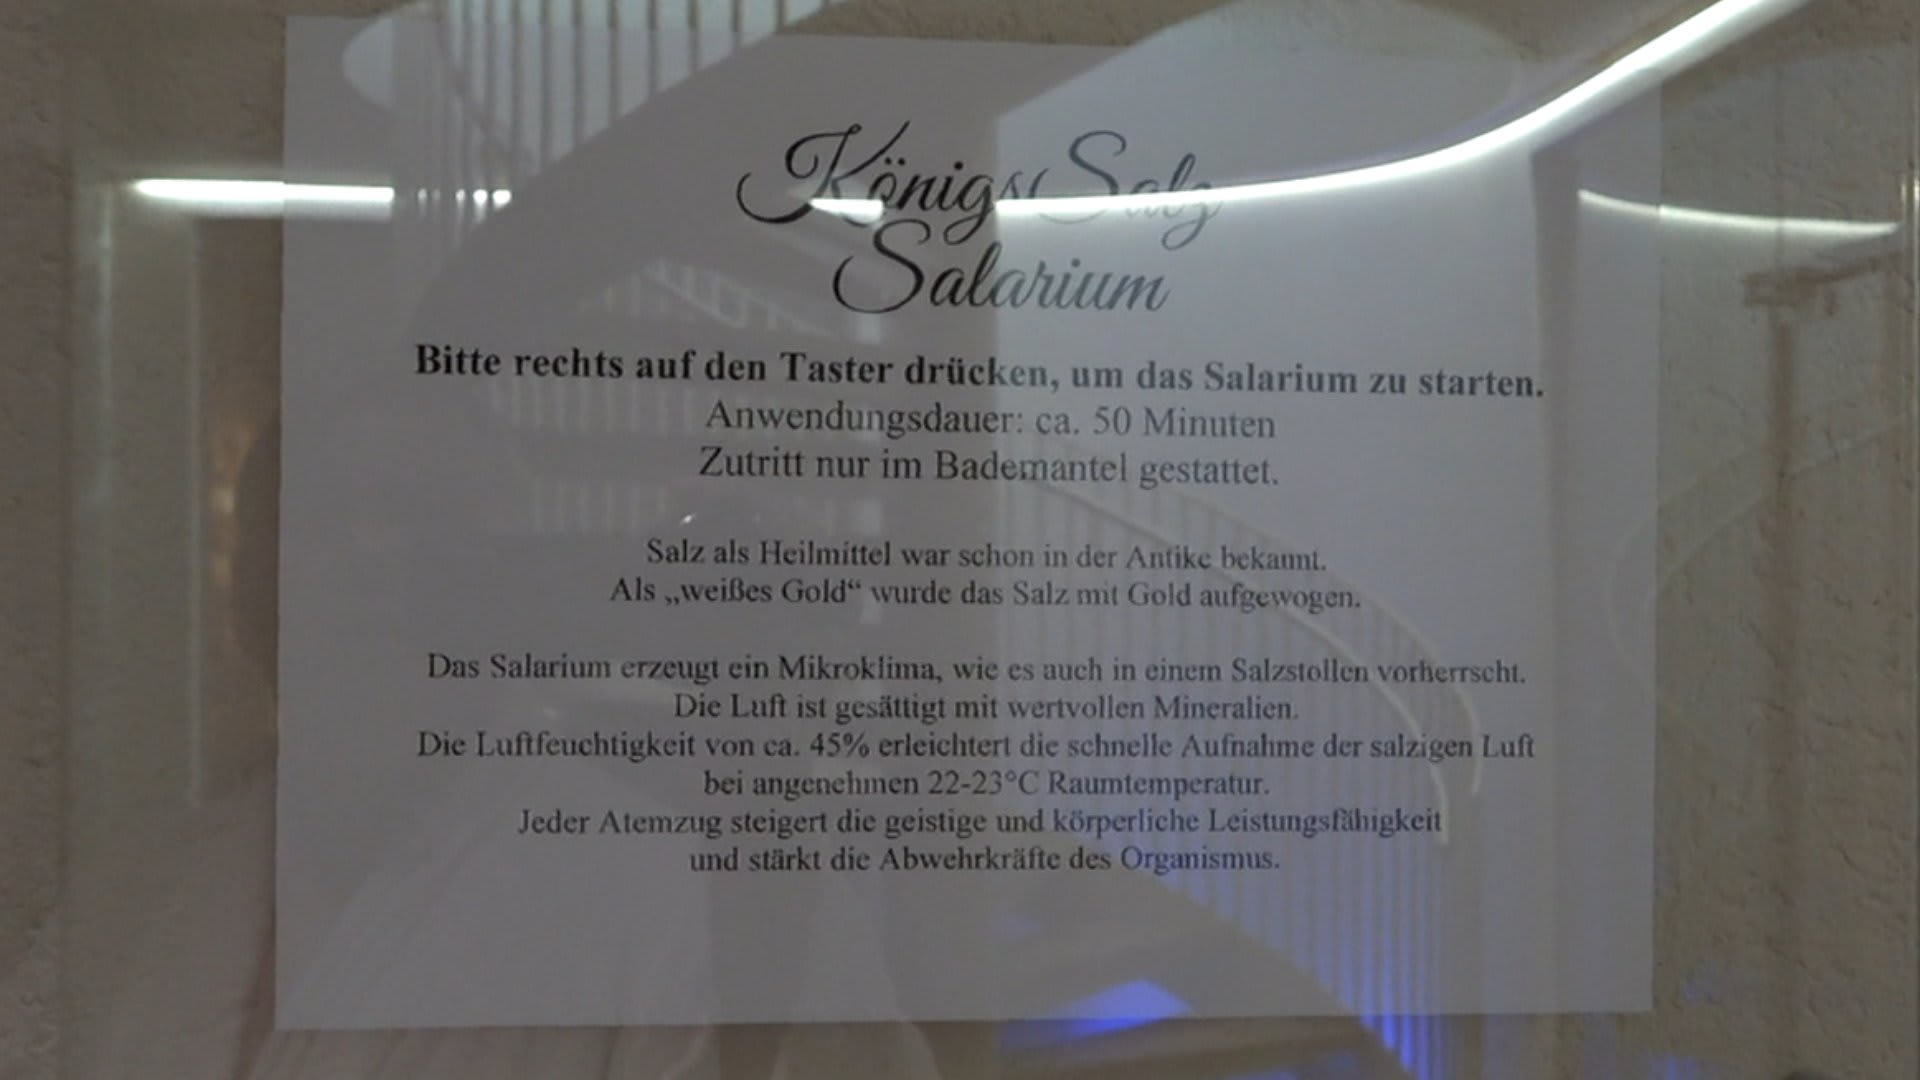 KönigsSalz
Salarium
Bitte rechts auf den Taster drücken, um das Salarium zu starten.
Anwendungsdauer: ca. 50 Minuten
Zutritt nur im Bademantel gestattet.
Salz als Heilmittel war schon in der Antike bekannt.
Als „weißes Gold“ wurde das Salz mit Gold aufgewogen.
Das Salarium erzeugt ein Mikroklima, wie es auch in einem Salzstollen vorherrscht.
Die Luft ist gesättigt mit wertvollen Mineralien.
Die Luftfeuchtigkeit von ca. 45% erleichtert die schnelle Aufnahme der salzigen Luft
bei angenehmen 22-23°C Raumtemperatur.
Jeder Atemzug steigert die geistige und körperliche Leistungsfähigkeit
und stärkt die Abwehrkräfte des Organismus.